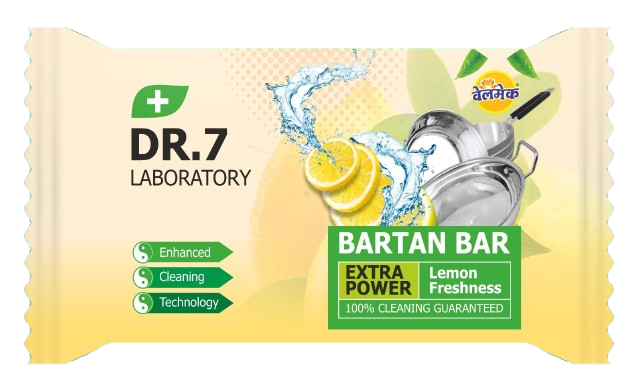 DR.7
LABORATORY
Enhanced
Cleaning
Technology
वेलमेक
BARTAN BAR
EXTRA
POWER
Lemon
Freshness
100% CLEANING GUARANTEED